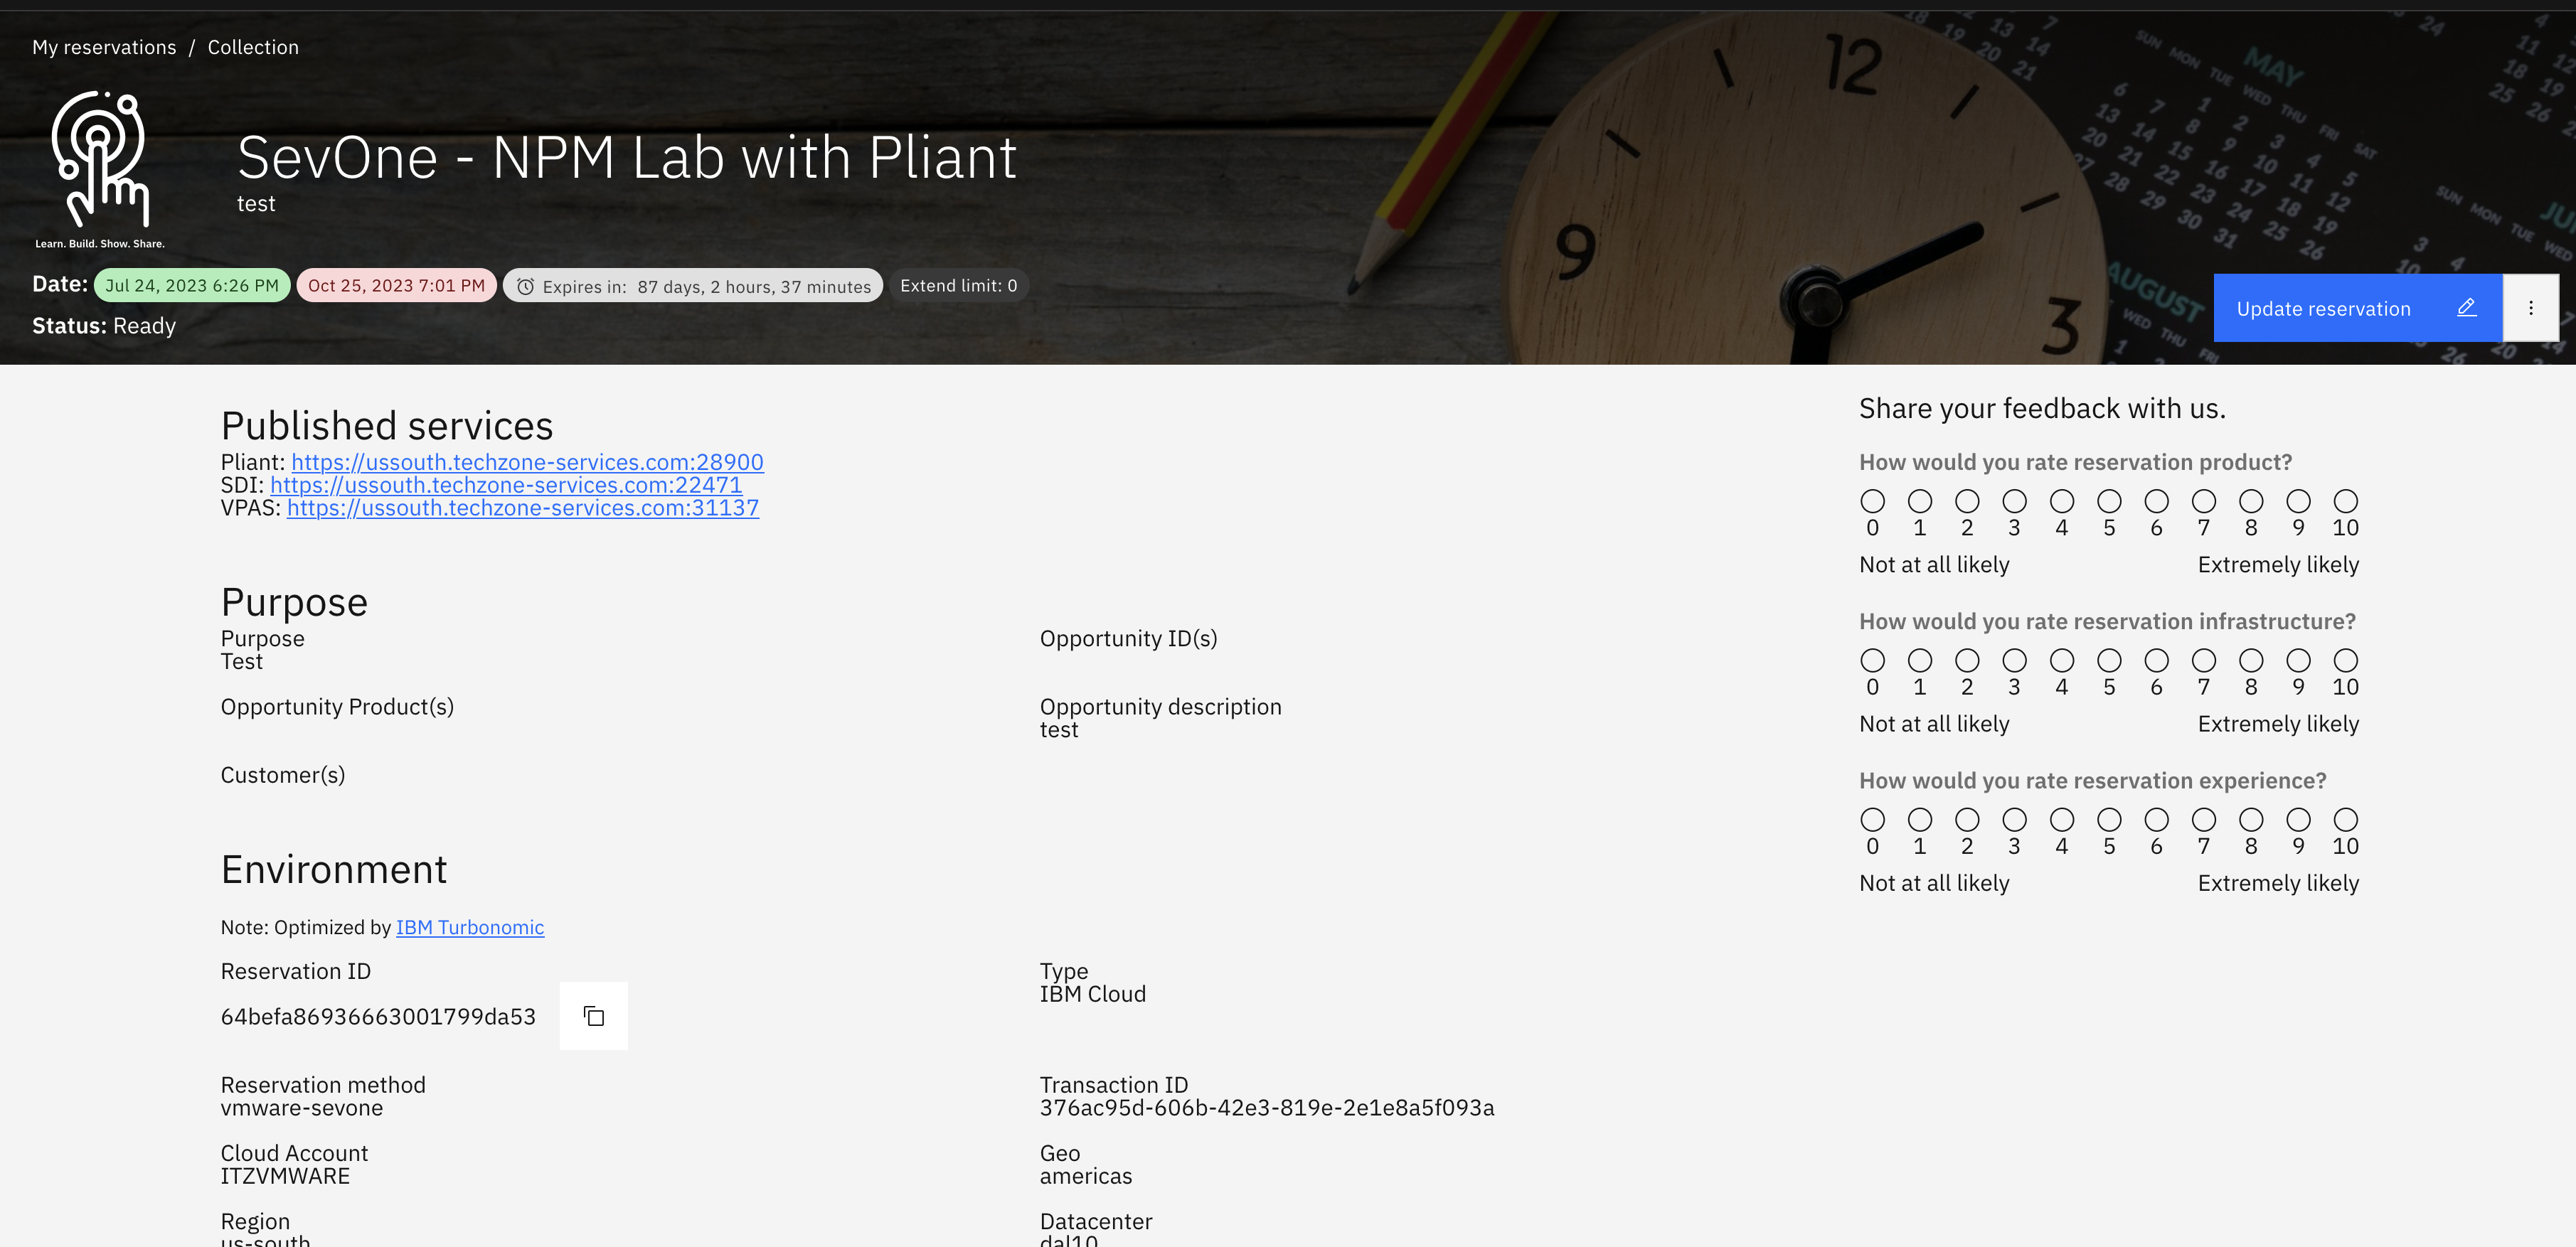 My reservations / Collection
SevOne - NPM Lab with Pliant
test
Learn. Build. Show. Share.
Date: Jul 24, 2023 6:26 PM Oct 25, 2023 7:01 PM Expires in: 87 days, 2 hours, 37 minutes Extend limit: 0
Status: Ready
Update reservation
12
9
3
MAY
AUGUST
Published services
Pliant: https://ussouth.techzone-services.com:28900
SDI: https://ussouth.techzone-services.com:22471
VPAS: https://ussouth.techzone-services.com:31137
Purpose
Purpose
Test
Opportunity ID(s)
Opportunity Product(s)
Opportunity description
test
Customer(s)
Environment
Note: Optimized by IBM Turbonomic
Reservation ID
64befa86936663001799da53
Type
IBM Cloud
Reservation method
vmware-sevone
Transaction ID
376ac95d-606b-42e3-819e-2e1e8a5f093a
Cloud Account
ITZVMWARE
Geo
americas
Region
us-south
Datacenter
dal10
Share your feedback with us.
How would you rate reservation product?
0 1 2 3 4 5 6 7 8 9 10
Not at all likely Extremely likely
How would you rate reservation infrastructure?
0 1 2 3 4 5 6 7 8 9 10
Not at all likely Extremely likely
How would you rate reservation experience?
0 1 2 3 4 5 6 7 8 9 10
Not at all likely Extremely likely